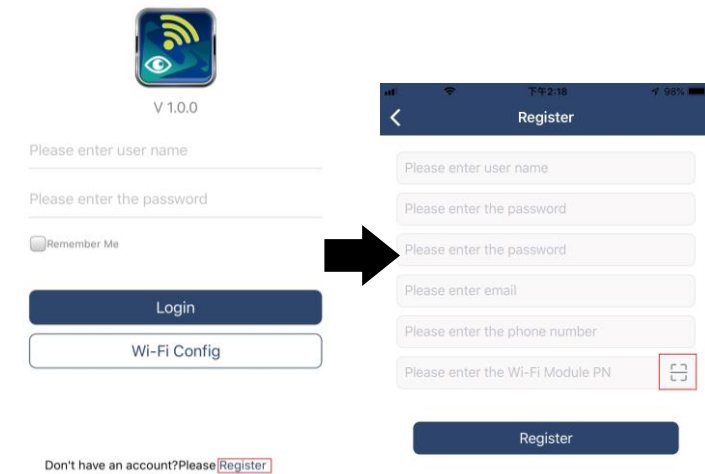 V 1.0.0
Please enter user name
Please enter the password
Remember Me
Login
Wi-Fi Config
Don't have an account?Please Register
下午2:18
98%
Register
Please enter user name
Please enter the password
Please enter the password
Please enter email
Please enter the phone number
Please enter the Wi-Fi Module PN
Register